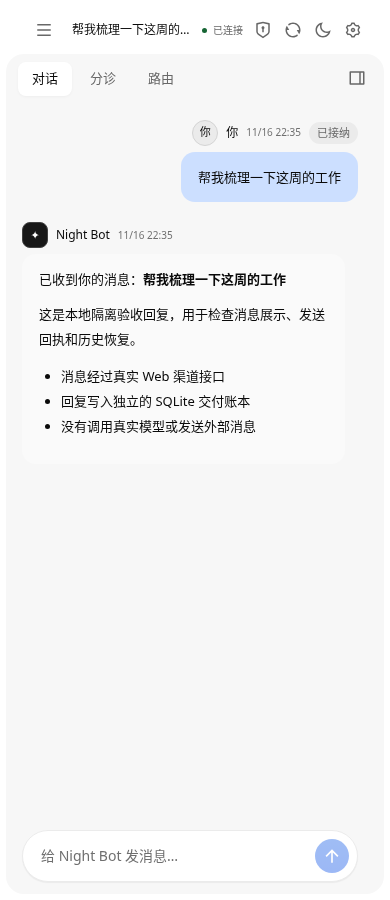 帮我梳理一下这周的... 已连接
对话 分诊 路由
你 你 11/16 22:35 已接纳
帮我梳理一下这周的工作
Night Bot 11/16 22:35
已收到你的消息：帮我梳理一下这周的工作
这是本地隔离验收回复，用于检查消息展示、发送
回执和历史恢复。
• 消息经过真实 Web 渠道接口
• 回复写入独立的 SQLite 交付账本
• 没有调用真实模型或发送外部消息
给 Night Bot 发消息...